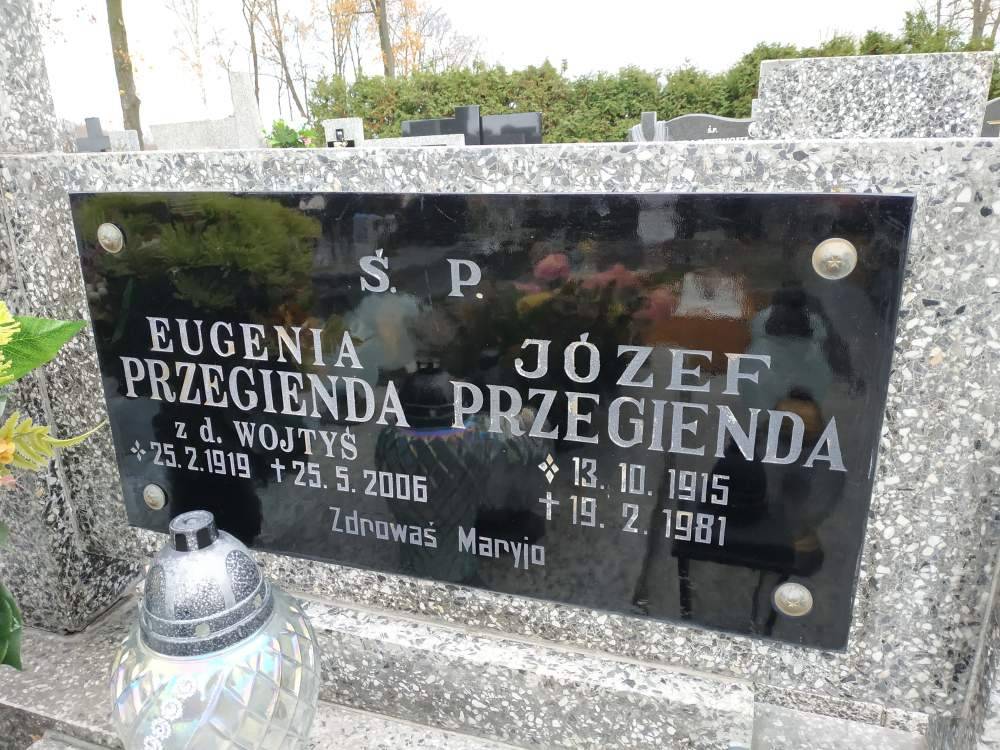 Ś. P.
EUGENIA
PRZEGIENDA
z d. WOJTYŚ
25. 2. 1919 † 25. 5. 2006
JÓZEF
PRZEGIENDA
13. 10. 1915
† 19. 2. 1981
Zdrowaś Maryjo
dr.